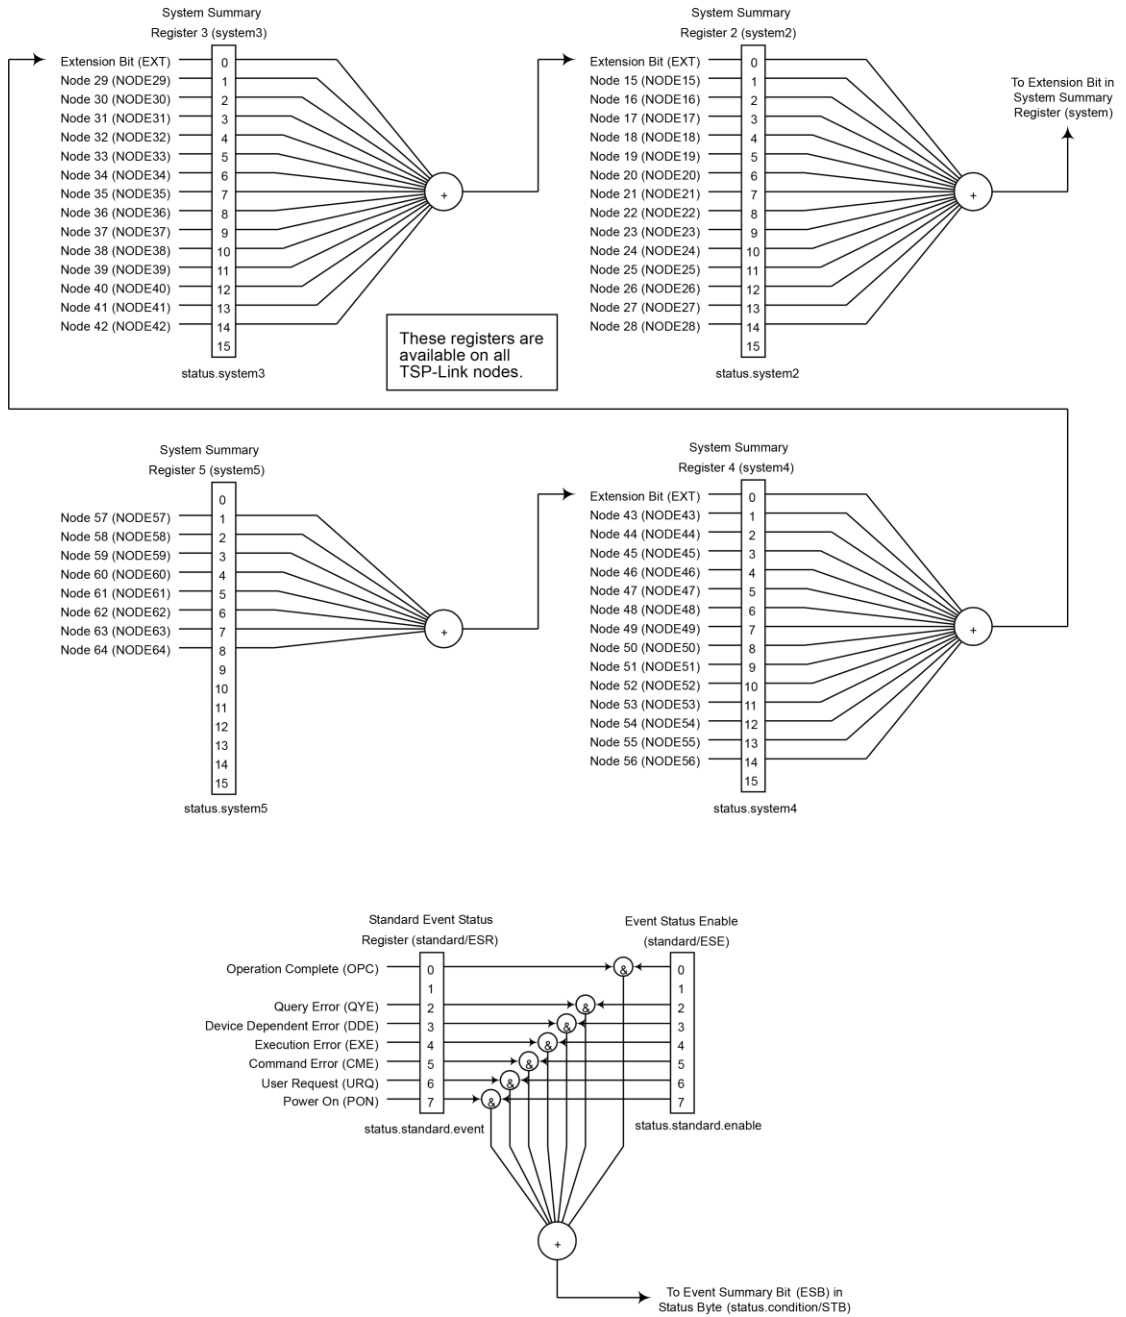 System Summary
Register 3 (system3)
Extension Bit (EXT) 0
Node 29 (NODE29) 1
Node 30 (NODE30) 2
Node 31 (NODE31) 3
Node 32 (NODE32) 4
Node 33 (NODE33) 5
Node 34 (NODE34) 6
Node 35 (NODE35) 7
Node 36 (NODE36) 8
Node 37 (NODE37) 9
Node 38 (NODE38) 10
Node 39 (NODE39) 11
Node 40 (NODE40) 12
Node 41 (NODE41) 13
Node 42 (NODE42) 14
15
status.system3
+
System Summary
Register 2 (system2)
Extension Bit (EXT) 0
Node 15 (NODE15) 1
Node 16 (NODE16) 2
Node 17 (NODE17) 3
Node 18 (NODE18) 4
Node 19 (NODE19) 5
Node 20 (NODE20) 6
Node 21 (NODE21) 7
Node 22 (NODE22) 8
Node 23 (NODE23) 9
Node 24 (NODE24) 10
Node 25 (NODE25) 11
Node 26 (NODE26) 12
Node 27 (NODE27) 13
Node 28 (NODE28) 14
15
status.system2
+
To Extension Bit in
System Summary
Register (system)
These registers are
available on all
TSP-Link nodes.
System Summary
Register 5 (system5)
0
Node 57 (NODE57) 1
Node 58 (NODE58) 2
Node 59 (NODE59) 3
Node 60 (NODE60) 4
Node 61 (NODE61) 5
Node 62 (NODE62) 6
Node 63 (NODE63) 7
Node 64 (NODE64) 8
9
10
11
12
13
14
15
status.system5
+
System Summary
Register 4 (system4)
Extension Bit (EXT) 0
Node 43 (NODE43) 1
Node 44 (NODE44) 2
Node 45 (NODE45) 3
Node 46 (NODE46) 4
Node 47 (NODE47) 5
Node 48 (NODE48) 6
Node 49 (NODE49) 7
Node 50 (NODE50) 8
Node 51 (NODE51) 9
Node 52 (NODE52) 10
Node 53 (NODE53) 11
Node 54 (NODE54) 12
Node 55 (NODE55) 13
Node 56 (NODE56) 14
15
status.system4
+
Standard Event Status
Register (standard/ESR)
Event Status Enable
(standard/ESE)
Operation Complete (OPC) 0 & 0
1 1
Query Error (QYE) 2 & 2
Device Dependent Error (DDE) 3 & 3
Execution Error (EXE) 4 & 4
Command Error (CME) 5 & 5
User Request (URQ) 6 & 6
Power On (PON) 7 & 7
status.standard.event
status.standard.enable
+
To Event Summary Bit (ESB) in
Status Byte (status.condition/STB)